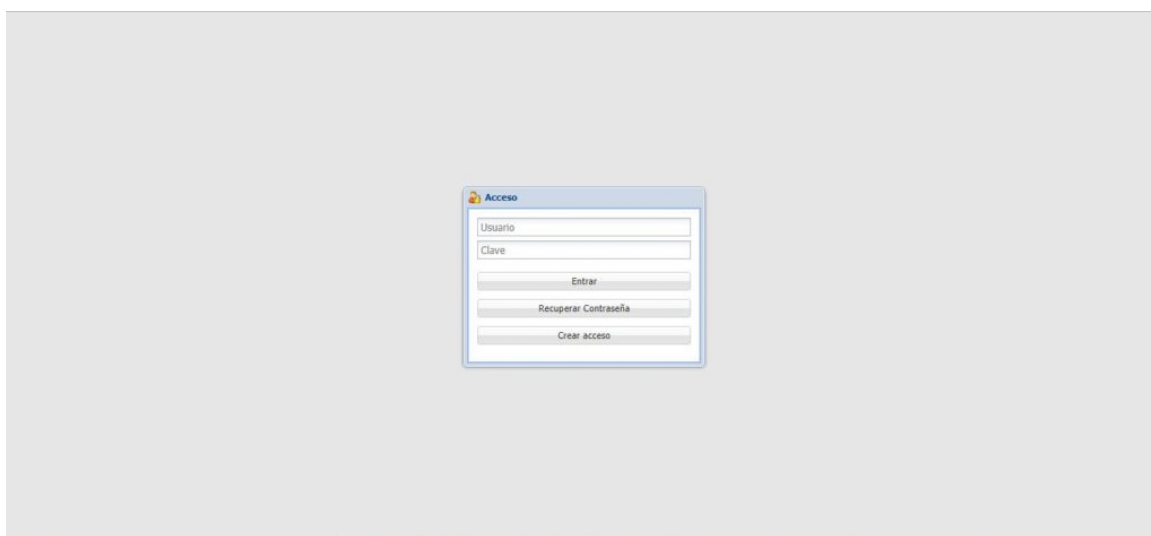 Acceso
Usuario
Clave
Entrar
Recuperar Contraseña
Crear acceso